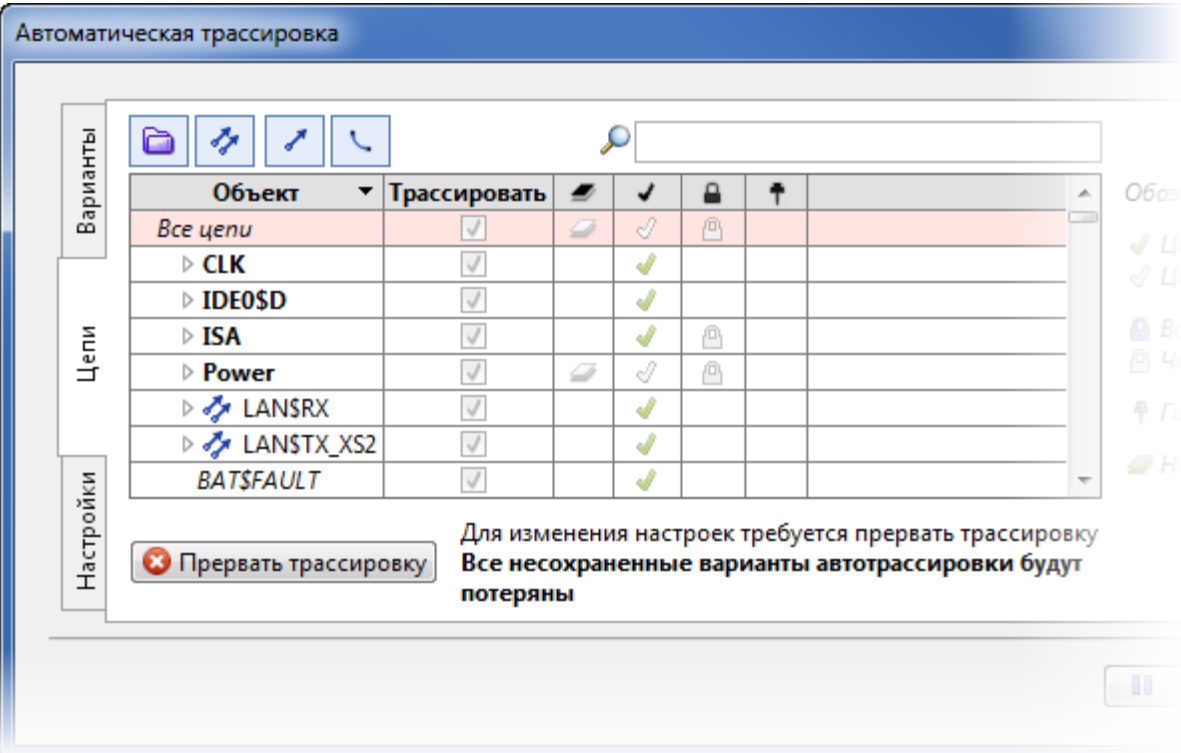 Автоматическая трассировка
Варианты
Цепи
Настройки
Объект Трассировать
Все цепи
CLK
IDE0$D
ISA
Power
LAN$RX
LAN$TX_XS2
BAT$FAULT
Прервать трассировку
Для изменения настроек требуется прервать трассировку
Все несохраненные варианты автотрассировки будут
потеряны